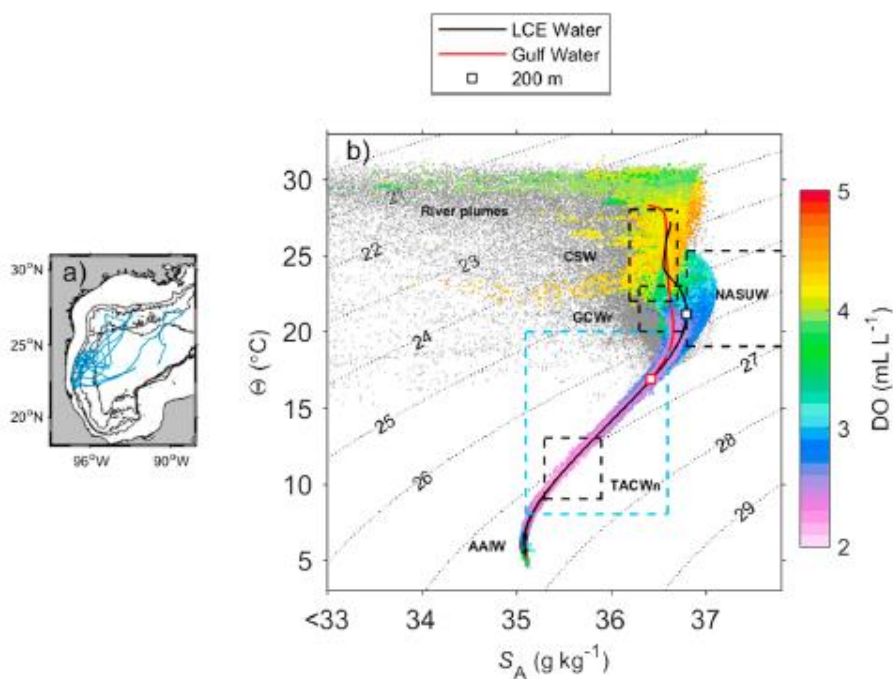 LCE Water
Gulf Water
200 m
a)
30°N
25°N
20°N
96°W
90°W
b)
River plumes
CSW
NASUW
GCWr
TACWn
AAIW
22
23
24
25
26
27
28
29
30
25
20
15
10
5
Θ (°C)
<33
34
35
36
37
S_A (g kg⁻¹)
5
4
3
2
DO (mL L⁻¹)